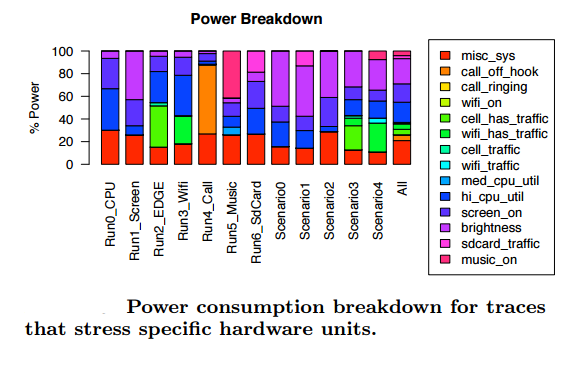 Power Breakdown
% Power
100
80
60
40
20
0
Run0_CPU
Run1_Screen
Run2_EDGE
Run3_Wifi
Run4_Call
Run5_Music
Run6_SdCard
Scenario0
Scenario1
Scenario2
Scenario3
Scenario4
All
misc_sys
call_off_hook
call_ringing
wifi_on
cell_has_traffic
wifi_has_traffic
cell_traffic
wifi_traffic
med_cpu_util
hi_cpu_util
screen_on
brightness
sdcard_traffic
music_on
Power consumption breakdown for traces
that stress specific hardware units.